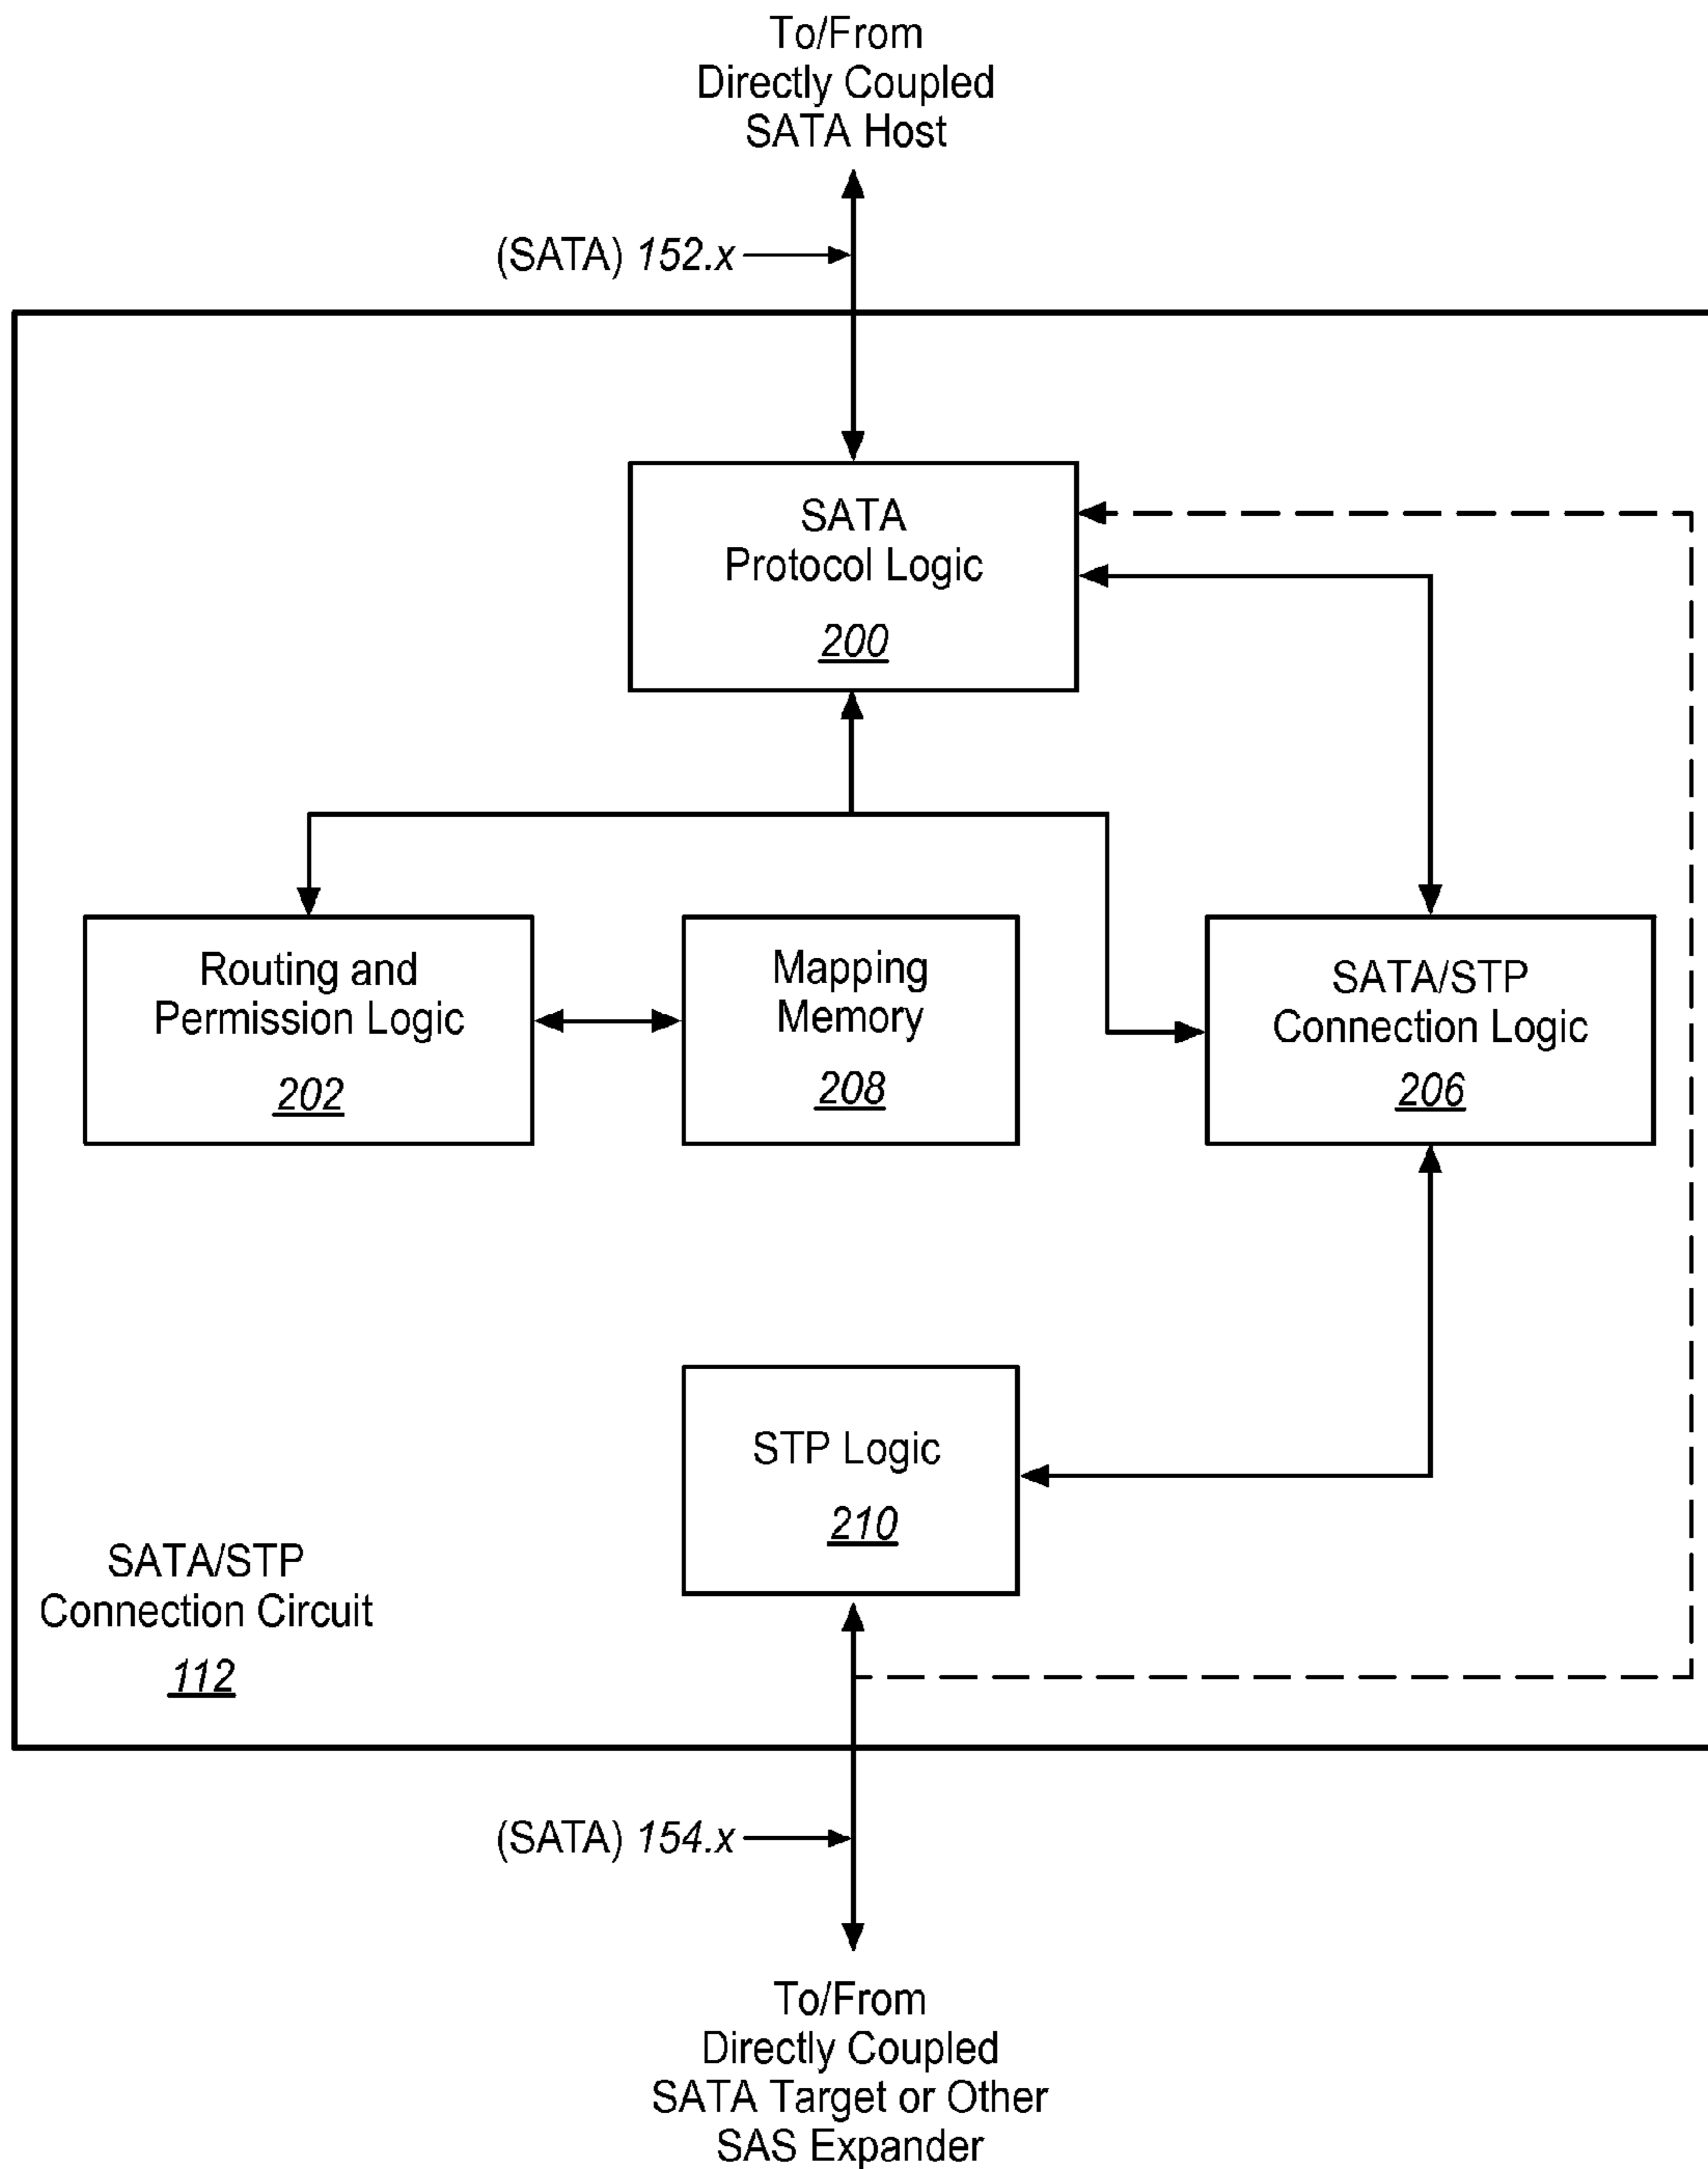 To/From
Directly Coupled
SATA Host
(SATA) 152.x
SATA
Protocol Logic
200
Routing and
Permission Logic
202
Mapping
Memory
208
SATA/STP
Connection Logic
206
STP Logic
210
SATA/STP
Connection Circuit
112
(SATA) 154.x
To/From
Directly Coupled
SATA Target or Other
SAS Expander